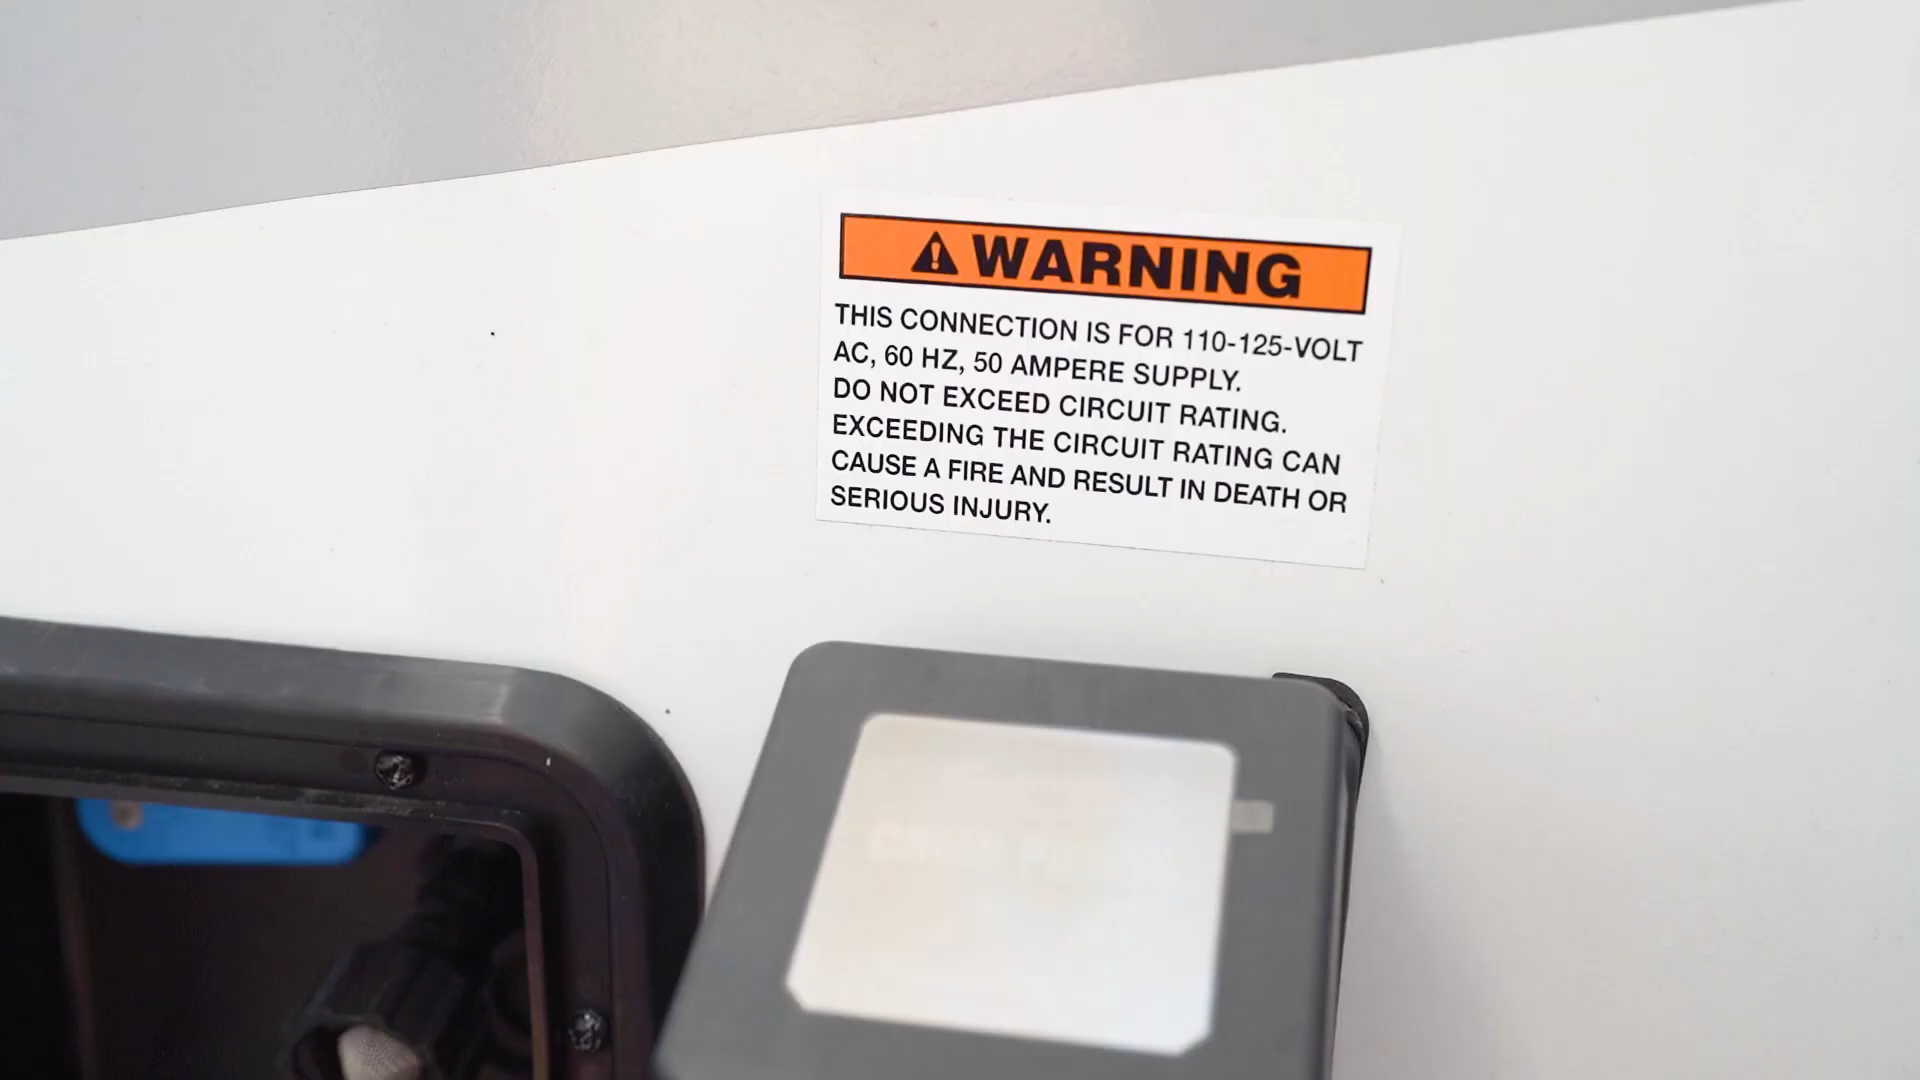 WARNING
THIS CONNECTION IS FOR 110-125-VOLT
AC, 60 HZ, 50 AMPERE SUPPLY.
DO NOT EXCEED CIRCUIT RATING.
EXCEEDING THE CIRCUIT RATING CAN
CAUSE A FIRE AND RESULT IN DEATH OR
SERIOUS INJURY.